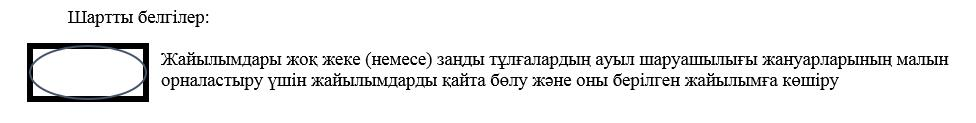 Шартты белгілер:
Жайылымдары жоқ жеке (немесе) заңды тұлғалардың ауыл шаруашылығы жануарларының малын
орналастыру үшін жайылымдарды қайта бөлу және оны берілген жайылымға көшіру